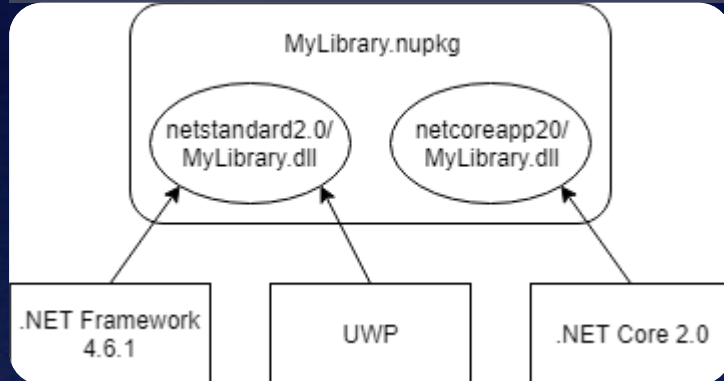 MyLibrary.nupkg
netstandard2.0/
MyLibrary.dll
netcoreapp20/
MyLibrary.dll
.NET Framework
4.6.1
UWP
.NET Core 2.0